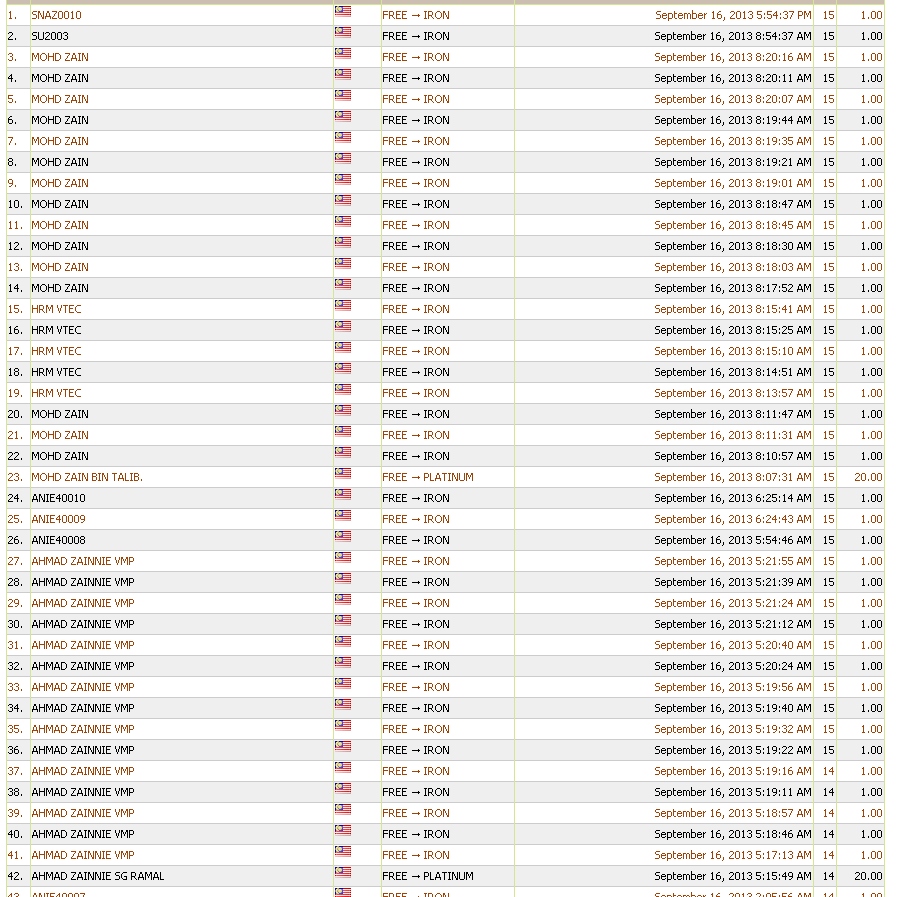 1. SNAZ0010 FREE → IRON September 16, 2013 5:54:37 PM 15 1.00
2. SU2003 FREE → IRON September 16, 2013 8:54:37 AM 15 1.00
3. MOHD ZAIN FREE → IRON September 16, 2013 8:20:16 AM 15 1.00
4. MOHD ZAIN FREE → IRON September 16, 2013 8:20:11 AM 15 1.00
5. MOHD ZAIN FREE → IRON September 16, 2013 8:20:07 AM 15 1.00
6. MOHD ZAIN FREE → IRON September 16, 2013 8:19:44 AM 15 1.00
7. MOHD ZAIN FREE → IRON September 16, 2013 8:19:35 AM 15 1.00
8. MOHD ZAIN FREE → IRON September 16, 2013 8:19:21 AM 15 1.00
9. MOHD ZAIN FREE → IRON September 16, 2013 8:19:01 AM 15 1.00
10. MOHD ZAIN FREE → IRON September 16, 2013 8:18:47 AM 15 1.00
11. MOHD ZAIN FREE → IRON September 16, 2013 8:18:45 AM 15 1.00
12. MOHD ZAIN FREE → IRON September 16, 2013 8:18:30 AM 15 1.00
13. MOHD ZAIN FREE → IRON September 16, 2013 8:18:03 AM 15 1.00
14. MOHD ZAIN FREE → IRON September 16, 2013 8:17:52 AM 15 1.00
15. HRM VTEC FREE → IRON September 16, 2013 8:15:41 AM 15 1.00
16. HRM VTEC FREE → IRON September 16, 2013 8:15:25 AM 15 1.00
17. HRM VTEC FREE → IRON September 16, 2013 8:15:10 AM 15 1.00
18. HRM VTEC FREE → IRON September 16, 2013 8:14:51 AM 15 1.00
19. HRM VTEC FREE → IRON September 16, 2013 8:13:57 AM 15 1.00
20. MOHD ZAIN FREE → IRON September 16, 2013 8:11:47 AM 15 1.00
21. MOHD ZAIN FREE → IRON September 16, 2013 8:11:31 AM 15 1.00
22. MOHD ZAIN FREE → IRON September 16, 2013 8:10:57 AM 15 1.00
23. MOHD ZAIN BIN TALIB. FREE → PLATINUM September 16, 2013 8:07:31 AM 15 20.00
24. ANIE40010 FREE → IRON September 16, 2013 6:25:14 AM 15 1.00
25. ANIE40009 FREE → IRON September 16, 2013 6:24:43 AM 15 1.00
26. ANIE40008 FREE → IRON September 16, 2013 5:54:46 AM 15 1.00
27. AHMAD ZAINNIE VMP FREE → IRON September 16, 2013 5:21:55 AM 15 1.00
28. AHMAD ZAINNIE VMP FREE → IRON September 16, 2013 5:21:39 AM 15 1.00
29. AHMAD ZAINNIE VMP FREE → IRON September 16, 2013 5:21:24 AM 15 1.00
30. AHMAD ZAINNIE VMP FREE → IRON September 16, 2013 5:21:12 AM 15 1.00
31. AHMAD ZAINNIE VMP FREE → IRON September 16, 2013 5:20:40 AM 15 1.00
32. AHMAD ZAINNIE VMP FREE → IRON September 16, 2013 5:20:24 AM 15 1.00
33. AHMAD ZAINNIE VMP FREE → IRON September 16, 2013 5:19:56 AM 15 1.00
34. AHMAD ZAINNIE VMP FREE → IRON September 16, 2013 5:19:40 AM 15 1.00
35. AHMAD ZAINNIE VMP FREE → IRON September 16, 2013 5:19:32 AM 15 1.00
36. AHMAD ZAINNIE VMP FREE → IRON September 16, 2013 5:19:22 AM 15 1.00
37. AHMAD ZAINNIE VMP FREE → IRON September 16, 2013 5:19:16 AM 14 1.00
38. AHMAD ZAINNIE VMP FREE → IRON September 16, 2013 5:19:11 AM 14 1.00
39. AHMAD ZAINNIE VMP FREE → IRON September 16, 2013 5:18:57 AM 14 1.00
40. AHMAD ZAINNIE VMP FREE → IRON September 16, 2013 5:18:46 AM 14 1.00
41. AHMAD ZAINNIE VMP FREE → IRON September 16, 2013 5:17:13 AM 14 1.00
42. AHMAD ZAINNIE SG RAMAL FREE → PLATINUM September 16, 2013 5:15:49 AM 14 20.00
43. ANIE40007 FREE → IRON September 16, 2013 AM 14 1.00